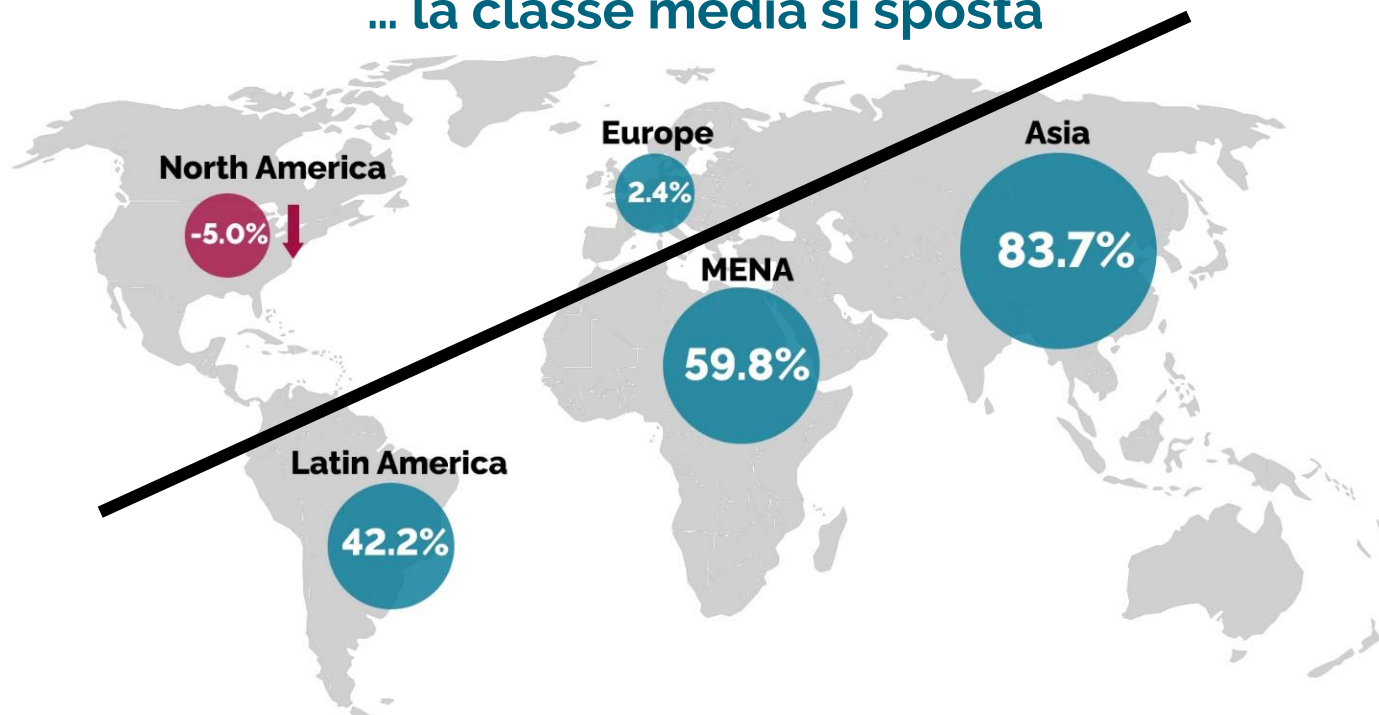 ... la classe media si sposta
North America
-5.0%
Europe
2.4%
Asia
83.7%
MENA
59.8%
Latin America
42.2%